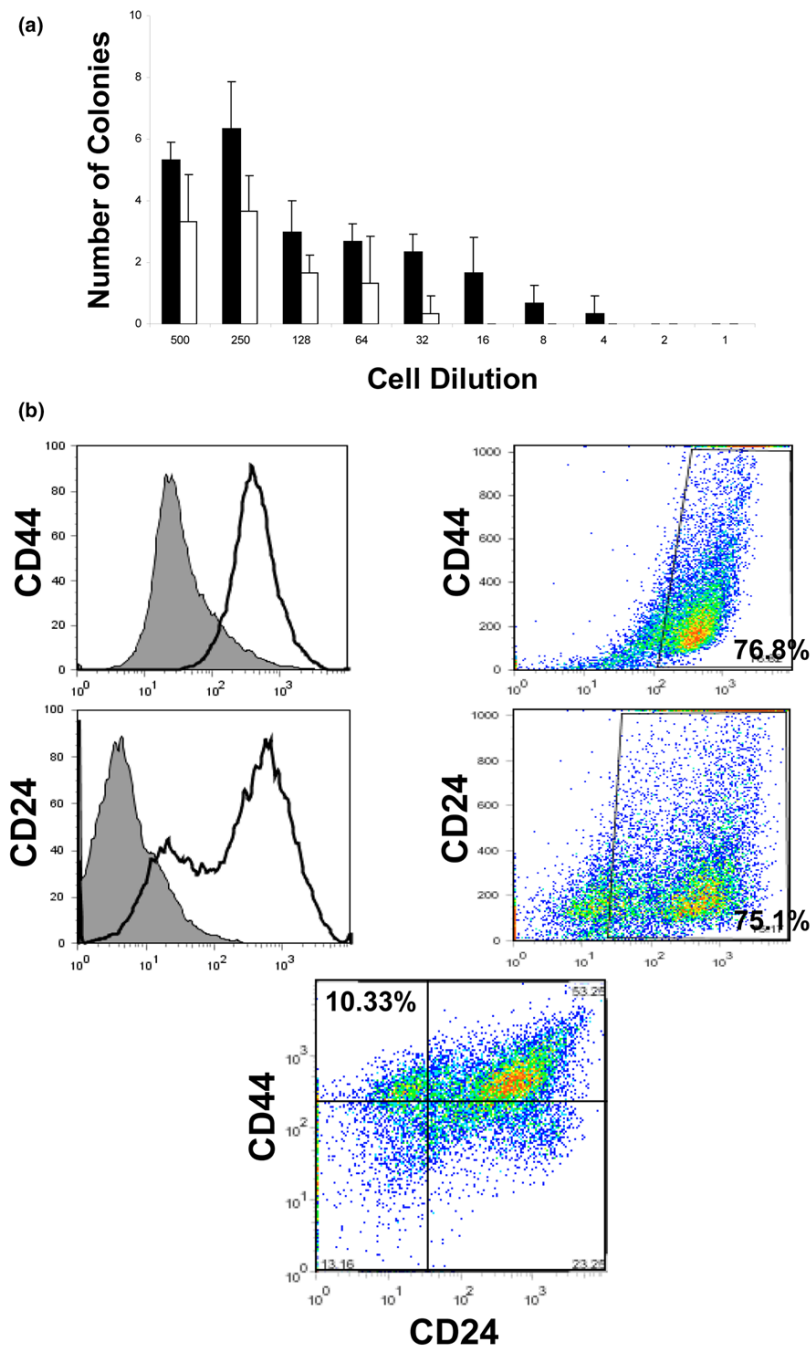 (a)
Number of Colonies
10
8
6
4
2
0
500 250 128 64 32 16 8 4 2 1
Cell Dilution
(b)
CD44
100
80
60
40
20
0
10⁰ 10¹ 10² 10³
CD44
1000
800
600
400
200
0
76.8%
10⁰ 10¹ 10² 10³
CD24
100
80
60
40
20
0
10⁰ 10¹ 10² 10³
CD24
1000
800
600
400
200
0
75.1%
10⁰ 10¹ 10² 10³
10.33%
53.25
CD44
10³
10²
10¹
10⁰
13.16
23.25
10⁰ 10¹ 10² 10³
CD24